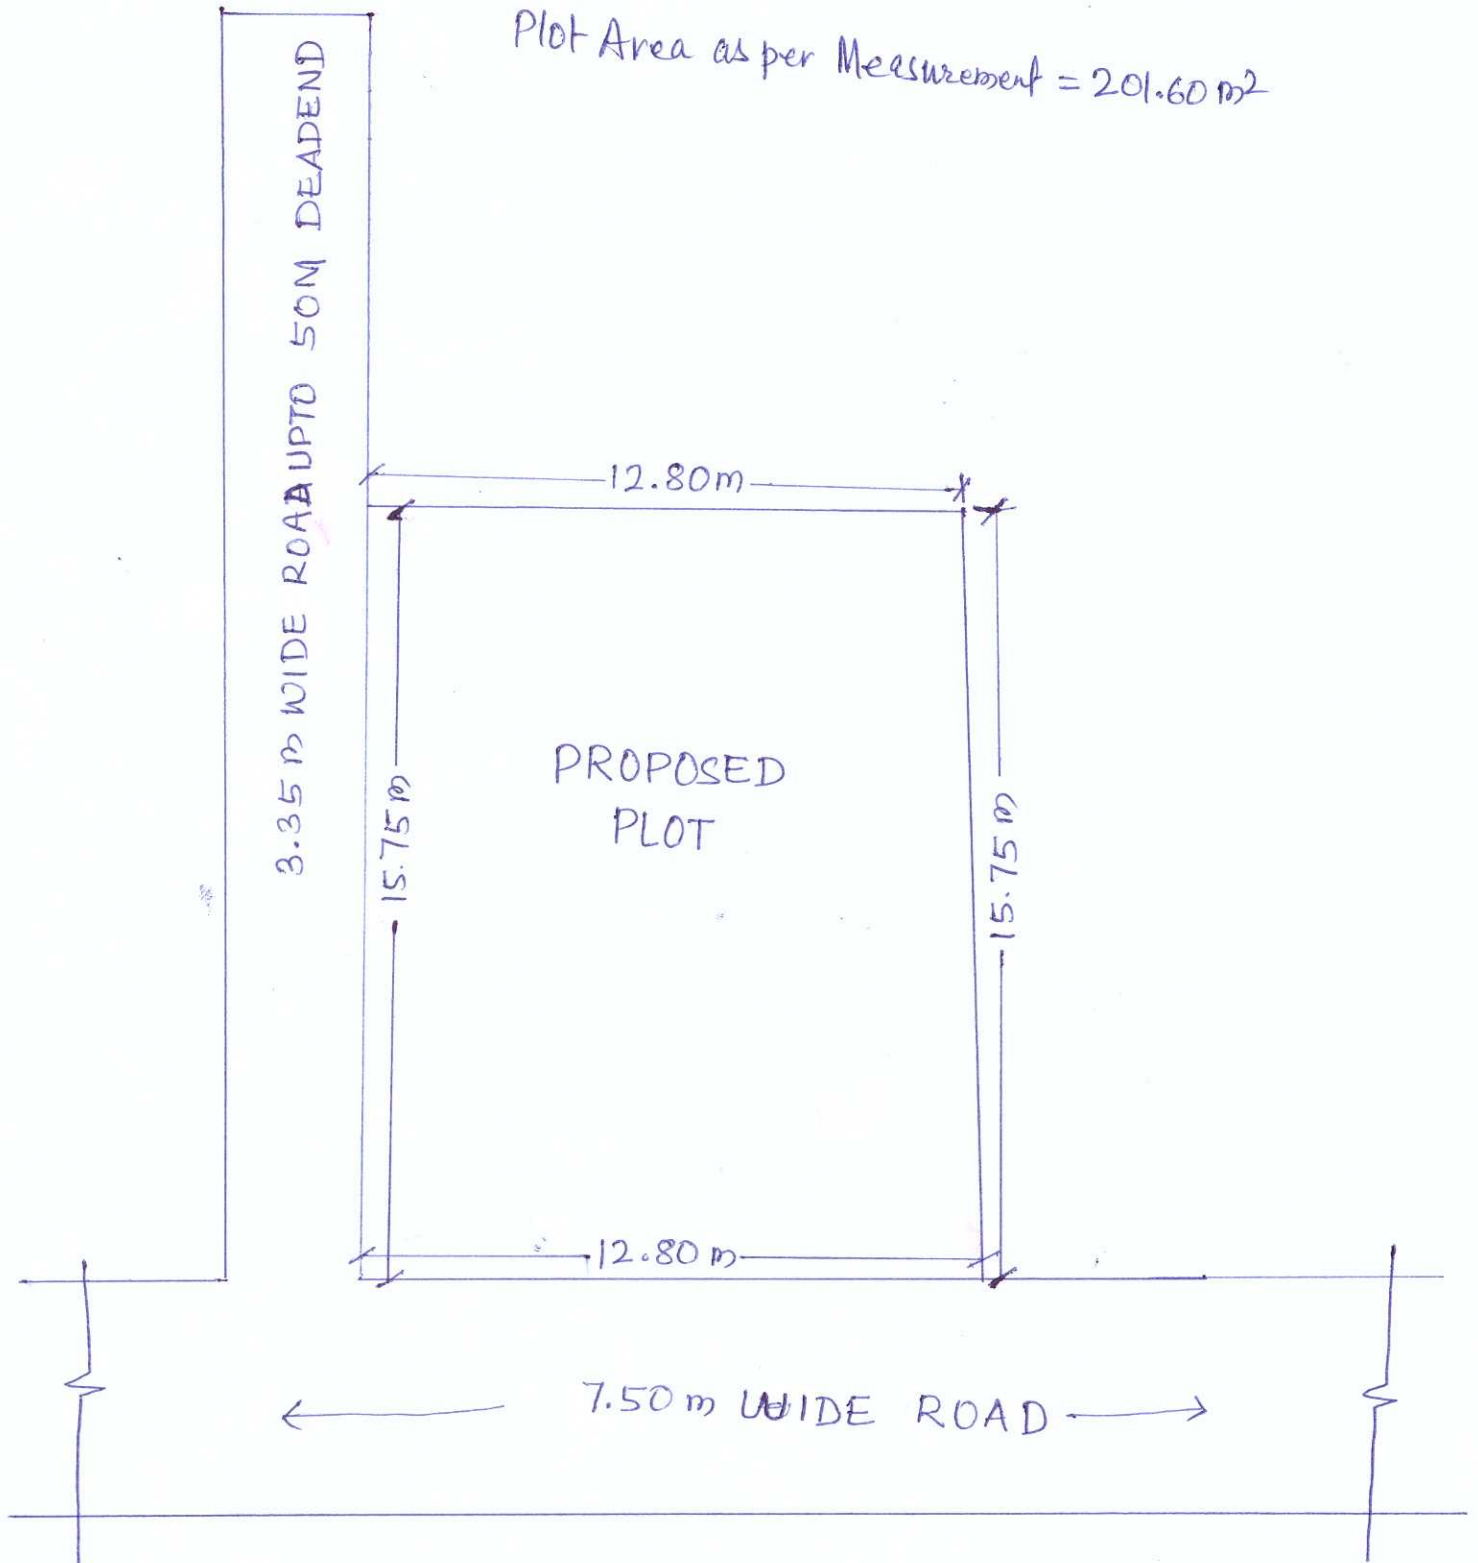 Plot Area as per Measurement = 201.60 m²
3.35 m WIDE ROAD UPTO 50M DEADEND
12.80m
15.75m
PROPOSED
PLOT
15.75 m
12.80 m
7.50 m WIDE ROAD